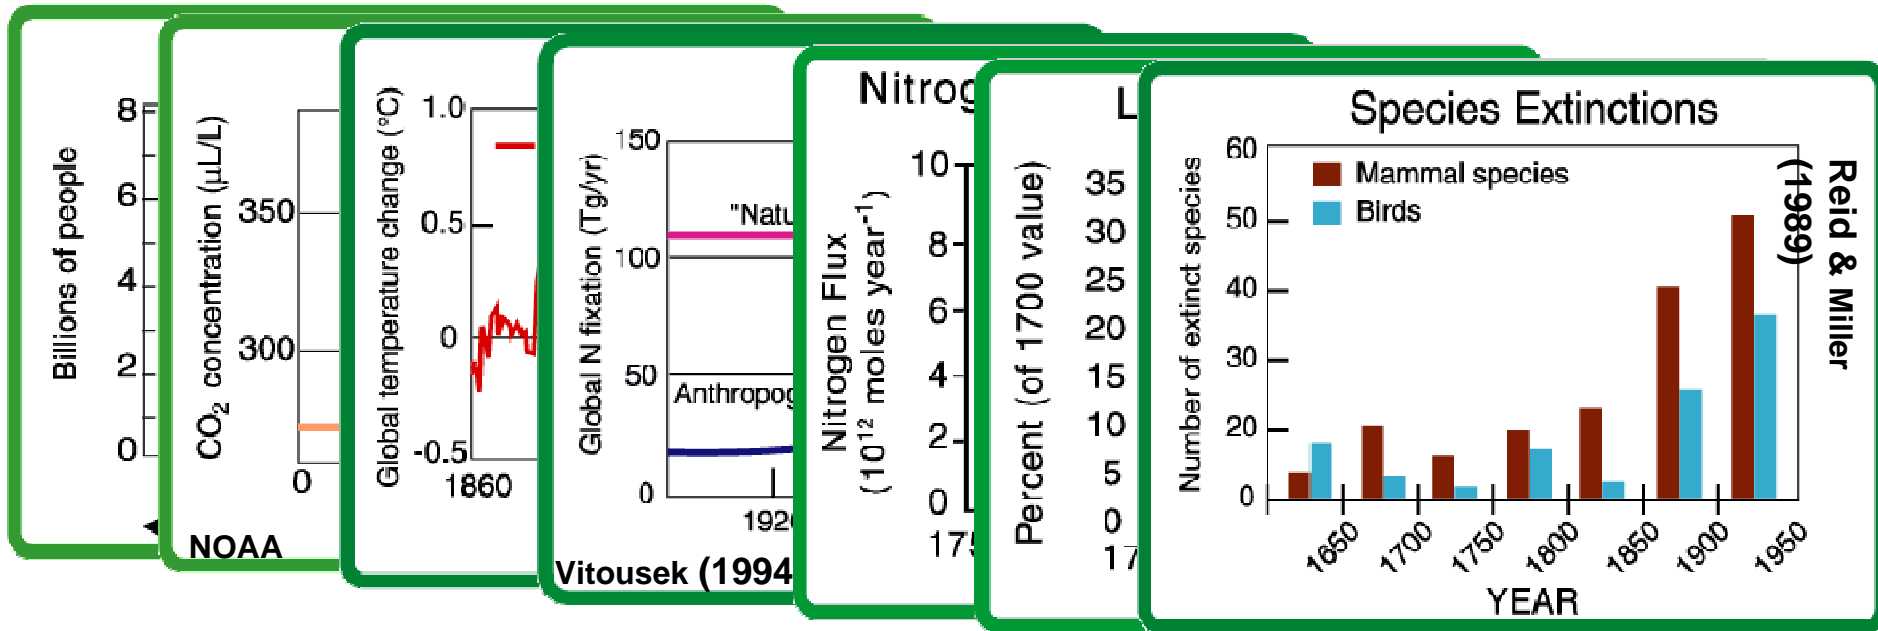 Billions of people
8
6
4
2
0
CO2 concentration (µL/L)
350
300
0
NOAA
Global temperature change (°C)
1.0
0.5
0
-0.5
1860
Global N fixation (Tg/yr)
150
100
50
0
"Natu
Anthropog
1920
Vitousek (1994
Nitrog
Nitrogen Flux
(10^12 moles year^-1)
10
8
6
4
2
0
175
L
Percent (of 1700 value)
35
30
25
20
15
10
5
0
17
Species Extinctions
Number of extinct species
60
50
40
30
20
0
Mammal species
Birds
1650
1700
1750
1800
1850
1900
1950
YEAR
Reid & Miller
(1989)